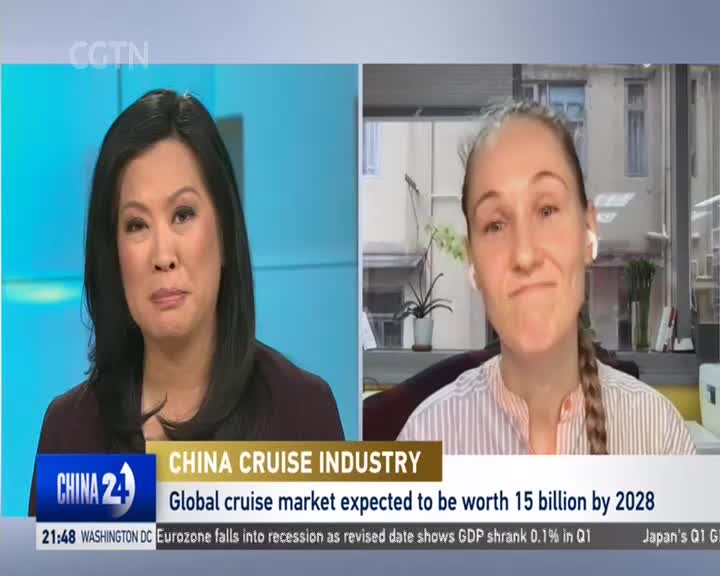 CGTN
CHINA CRUISE INDUSTRY
CHINA 24
Global cruise market expected to be worth 15 billion by 2028
21:48 WASHINGTON DC Eurozone falls into recession as revised date shows GDP shrank 0.1% in Q1 Japan's Q1 G